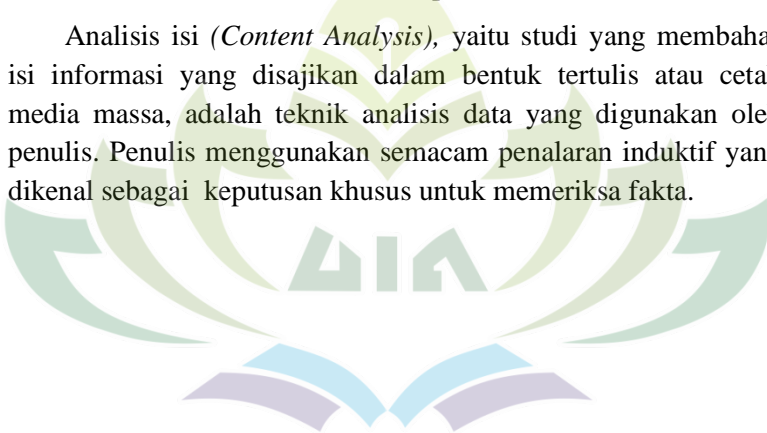 Analisis isi (Content Analysis), yaitu studi yang membaha
isi informasi yang disajikan dalam bentuk tertulis atau ceta
media massa, adalah teknik analisis data yang digunakan ole
penulis. Penulis menggunakan semacam penalaran induktif yan
dikenal sebagai keputusan khusus untuk memeriksa fakta.
UIN